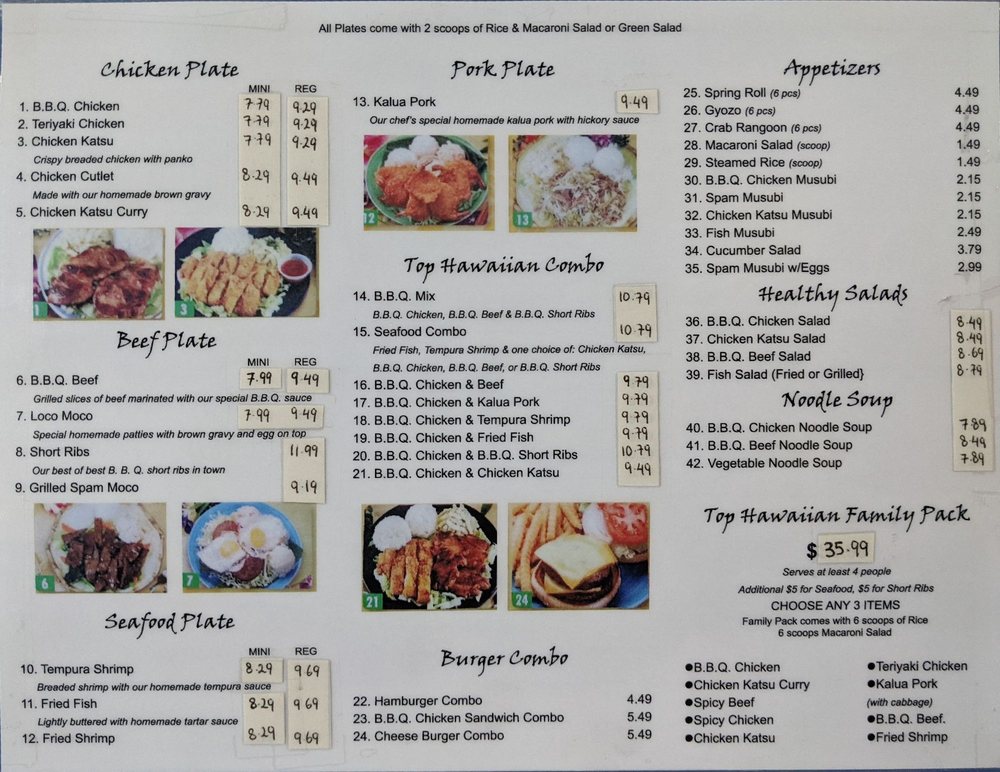 All Plates come with 2 scoops of Rice & Macaroni Salad or Green Salad
Chicken Plate
MINI REG
1. B.B.Q. Chicken 7.79 9.29
2. Teriyaki Chicken 7.79 9.29
3. Chicken Katsu 7.79 9.29
Crispy breaded chicken with panko
4. Chicken Cutlet 8.29 9.49
Made with our homemade brown gravy
5. Chicken Katsu Curry 8.29 9.49
1
3
Beef Plate
MINI REG
6. B.B.Q. Beef 7.99 9.49
Grilled slices of beef marinated with our special B.B.Q. sauce
7. Loco Moco 7.99 9.49
Special homemade patties with brown gravy and egg on top
8. Short Ribs 11.99
Our best of best B. B. Q. short ribs in town
9. Grilled Spam Moco 9.19
6
7
Seafood Plate
MINI REG
10. Tempura Shrimp 8.29 9.69
Breaded shrimp with our homemade tempura sauce
11. Fried Fish 8.29 9.69
Lightly buttered with homemade tartar sauce
12. Fried Shrimp 8.29 9.69
Pork Plate
13. Kalua Pork 9.49
Our chef's special homemade kalua pork with hickory sauce
12
13
Top Hawaiian Combo
14. B.B.Q. Mix 10.79
B.B.Q. Chicken, B.B.Q. Beef & B.B.Q. Short Ribs
15. Seafood Combo 10.79
Fried Fish, Tempura Shrimp & one choice of: Chicken Katsu,
B.B.Q. Chicken, B.B.Q. Beef, or B.B.Q. Short Ribs
16. B.B.Q. Chicken & Beef 9.79
17. B.B.Q. Chicken & Kalua Pork 9.79
18. B.B.Q. Chicken & Tempura Shrimp 9.79
19. B.B.Q. Chicken & Fried Fish 9.79
20. B.B.Q. Chicken & B.B.Q. Short Ribs 10.79
21. B.B.Q. Chicken & Chicken Katsu 9.49
21
24
Burger Combo
22. Hamburger Combo 4.49
23. B.B.Q. Chicken Sandwich Combo 5.49
24. Cheese Burger Combo 5.49
Appetizers
25. Spring Roll (6 pcs) 4.49
26. Gyozo (6 pcs) 4.49
27. Crab Rangoon (6 pcs) 4.49
28. Macaroni Salad (scoop) 1.49
29. Steamed Rice (scoop) 1.49
30. B.B.Q. Chicken Musubi 2.15
31. Spam Musubi 2.15
32. Chicken Katsu Musubi 2.15
33. Fish Musubi 2.49
34. Cucumber Salad 3.79
35. Spam Musubi w/Eggs 2.99
Healthy Salads
36. B.B.Q. Chicken Salad 8.49
37. Chicken Katsu Salad 8.49
38. B.B.Q. Beef Salad 8.69
39. Fish Salad (Fried or Grilled} 8.79
Noodle Soup
40. B.B.Q. Chicken Noodle Soup 7.89
41. B.B.Q. Beef Noodle Soup 8.49
42. Vegetable Noodle Soup 7.89
Top Hawaiian Family Pack
$ 35.99
Serves at least 4 people
Additional $5 for Seafood, $5 for Short Ribs
CHOOSE ANY 3 ITEMS
Family Pack comes with 6 scoops of Rice
6 scoops Macaroni Salad
●B.B.Q. Chicken
●Chicken Katsu Curry
●Spicy Beef
●Spicy Chicken
●Chicken Katsu
●Teriyaki Chicken
●Kalua Pork
(with cabbage)
●B.B.Q. Beef.
●Fried Shrimp